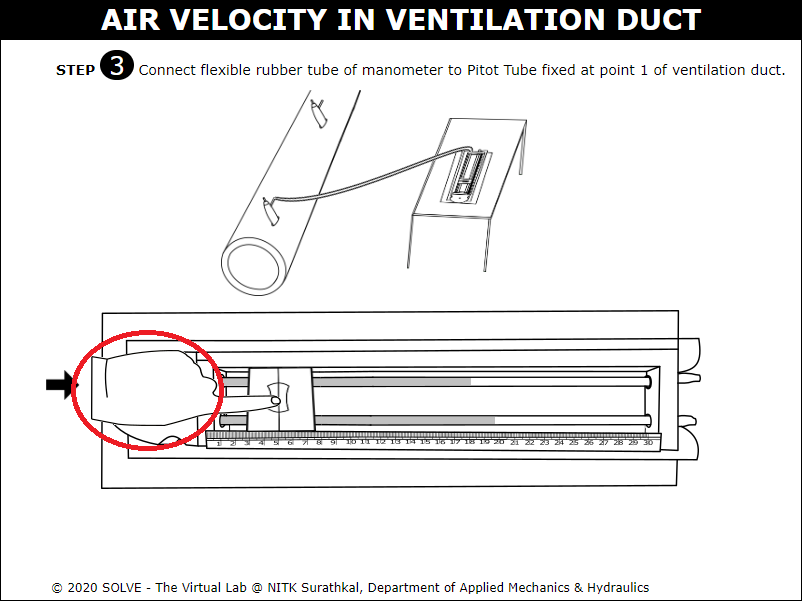 AIR VELOCITY IN VENTILATION DUCT
STEP 3 Connect flexible rubber tube of manometer to Pitot Tube fixed at point 1 of ventilation duct.
1 2 3 4 5 6 7 8 9 10 11 12 13 14 15 16 17 18 19 20 21 22 23 24 25 26 27 28 29 30
© 2020 SOLVE - The Virtual Lab @ NITK Surathkal, Department of Applied Mechanics & Hydraulics